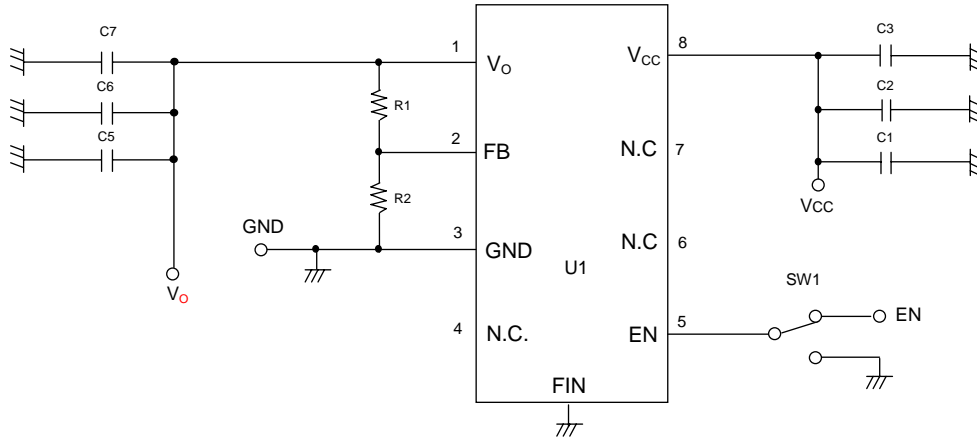 C7
C6
C5
VO
R1
R2
GND
1
2
3
4
VO
FB
GND
N.C.
U1
FIN
VCC
N.C
N.C
EN
8
7
6
5
C3
C2
C1
VCC
SW1
EN